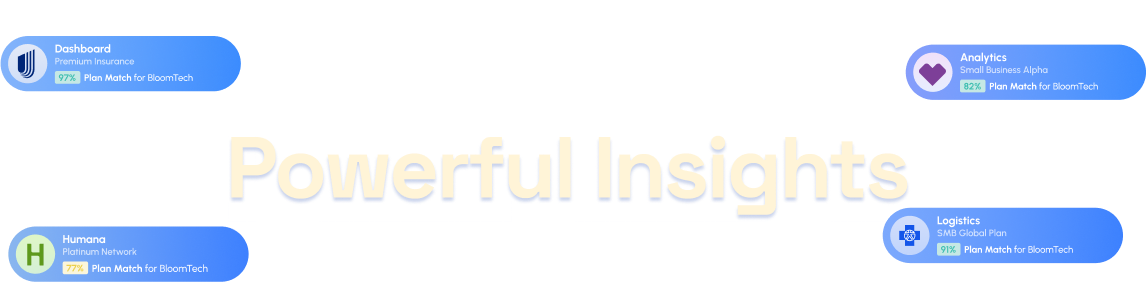 Dashboard
Premium Insurance
97% Plan Match for BloomTech
Analytics
Small Business Alpha
82% Plan Match for BloomTech
Powerful Insights
Humana
Platinum Network
H
77% Plan Match for BloomTech
Logistics
SMB Global Plan
91% Plan Match for BloomTech